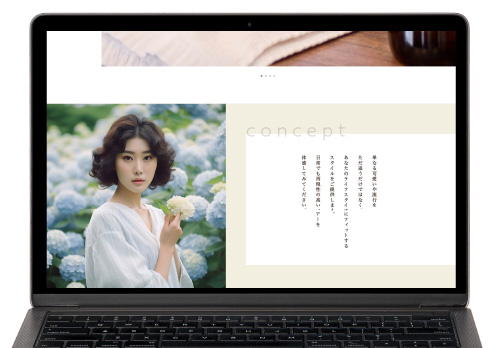 concept
単なる可愛いや流行を
ただ追うだけではなく、
あなたのライフスタイルにフィットする
スタイルをご提供します。
日常でも再現性の高いヘアーを
体感してみてください。